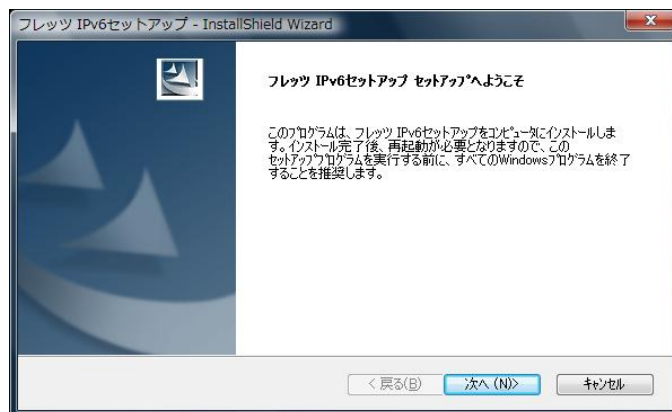 フレッツ IPv6セットアップ - InstallShield Wizard
フレッツ IPv6セットアップ セットアップへようこそ
このプログラムは、フレッツ IPv6セットアップをコンピュータにインストールしま
す。インストール完了後、再起動が必要となりますので、この
セットアッププログラムを実行する前に、すべてのWindowsプログラムを終了
することを推奨します。
< 戻る(B)
次へ (N)>
キャンセル